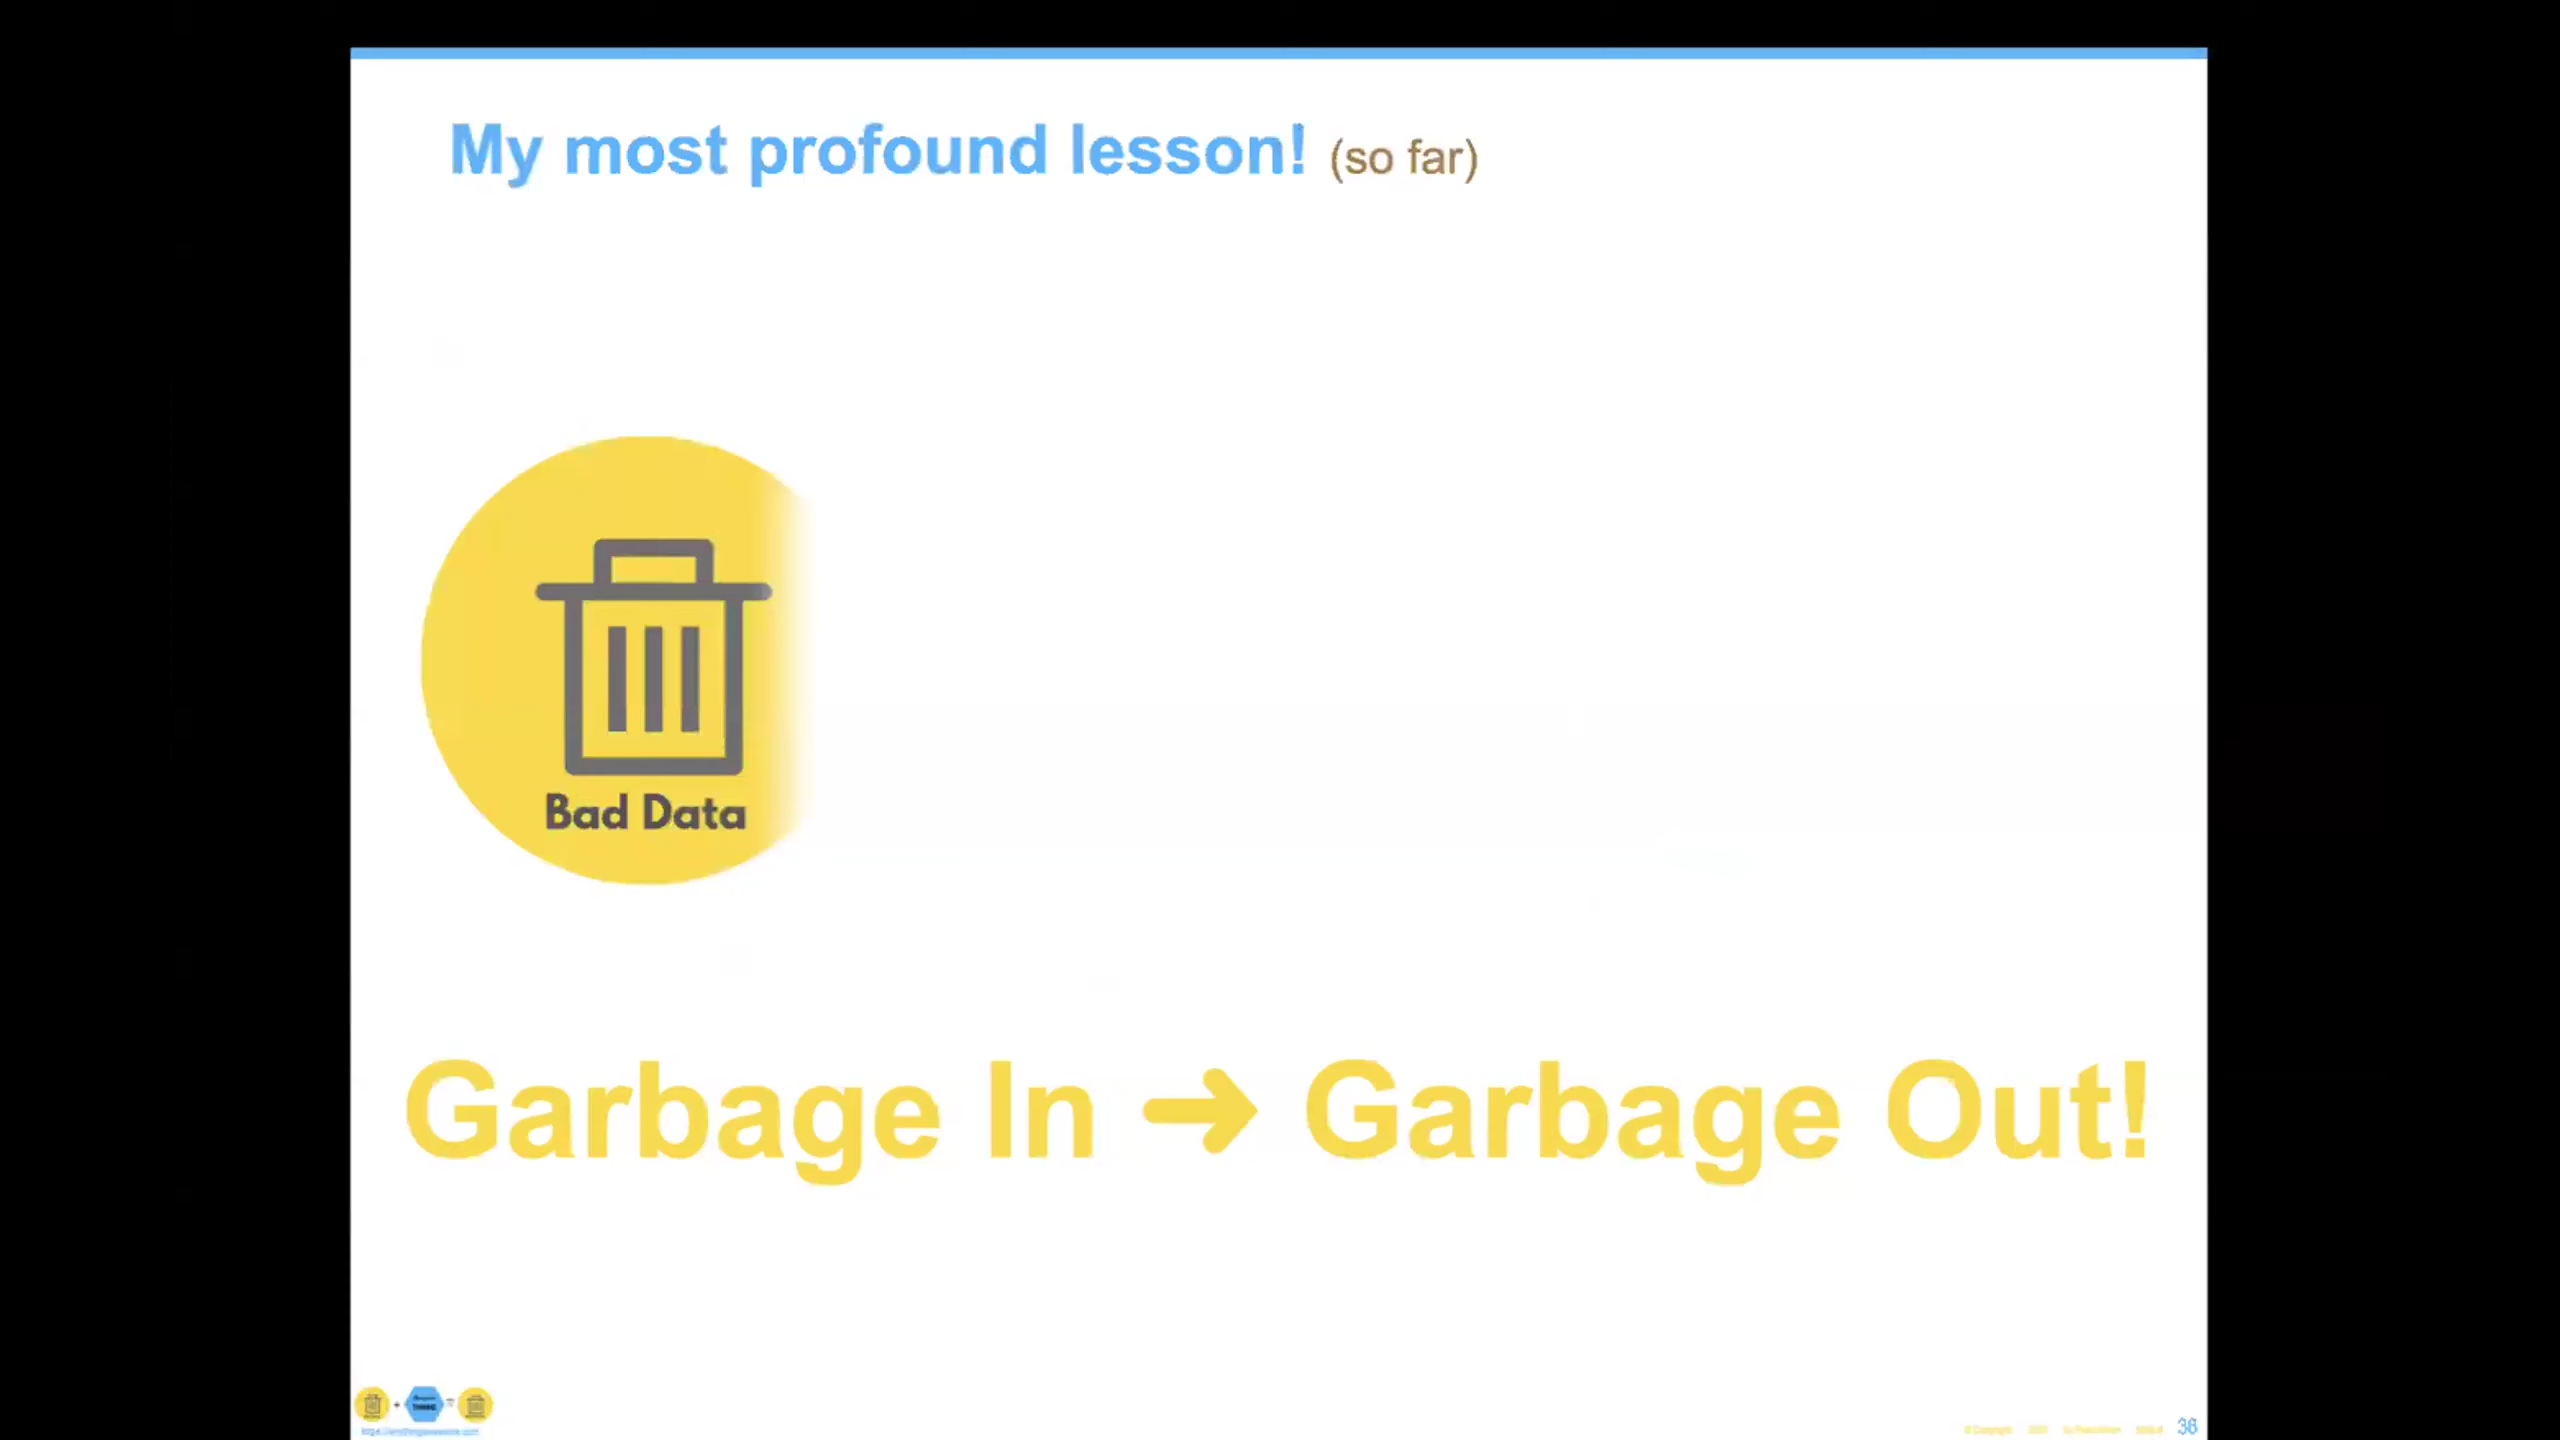 My most profound lesson! (so far)
Bad Data
Garbage In ➔ Garbage Out!
36